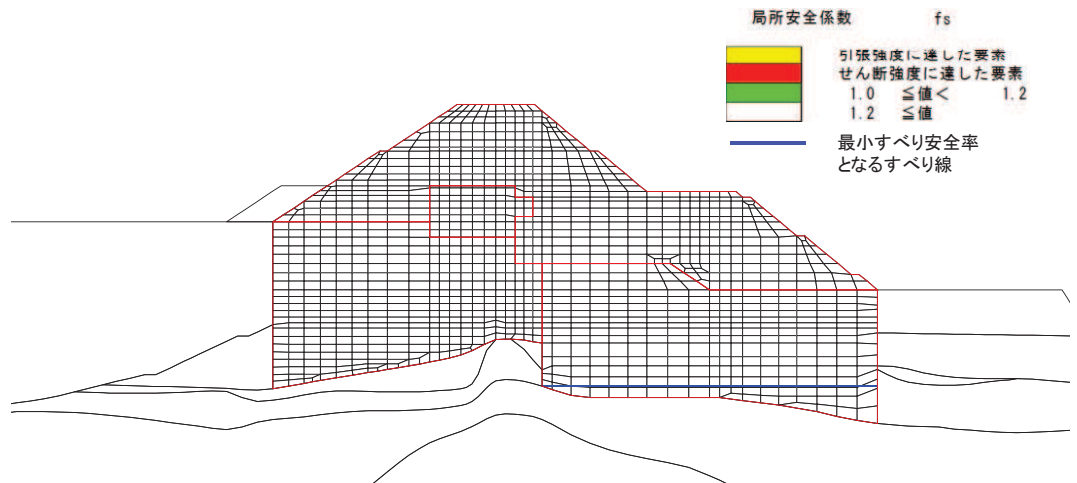 局所安全係数 fs
引張強度に達した要素
せん断強度に達した要素
1.0 ≦値< 1.2
1.2 ≦値
最小すべり安全率
となるすべり線